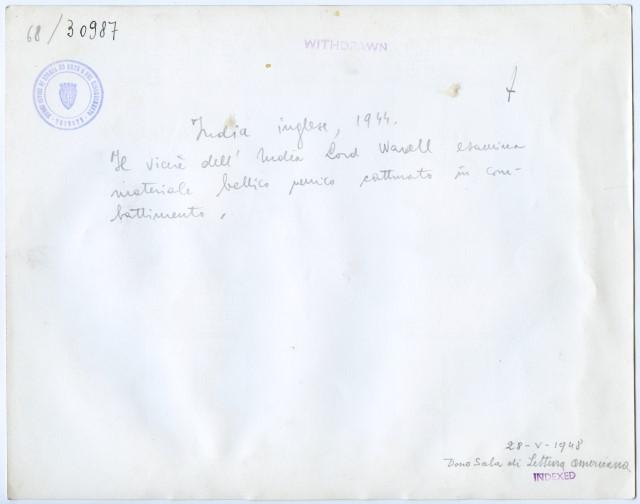 68/30987
WITHDRAWN
7
India inglese, 1944.
Il vicerè dell'India Lord Wavell esamina
materiale bellico nemico catturato in com-
battimento.
28-V-1948
Dono Sala di Lettura americana
INDEXED